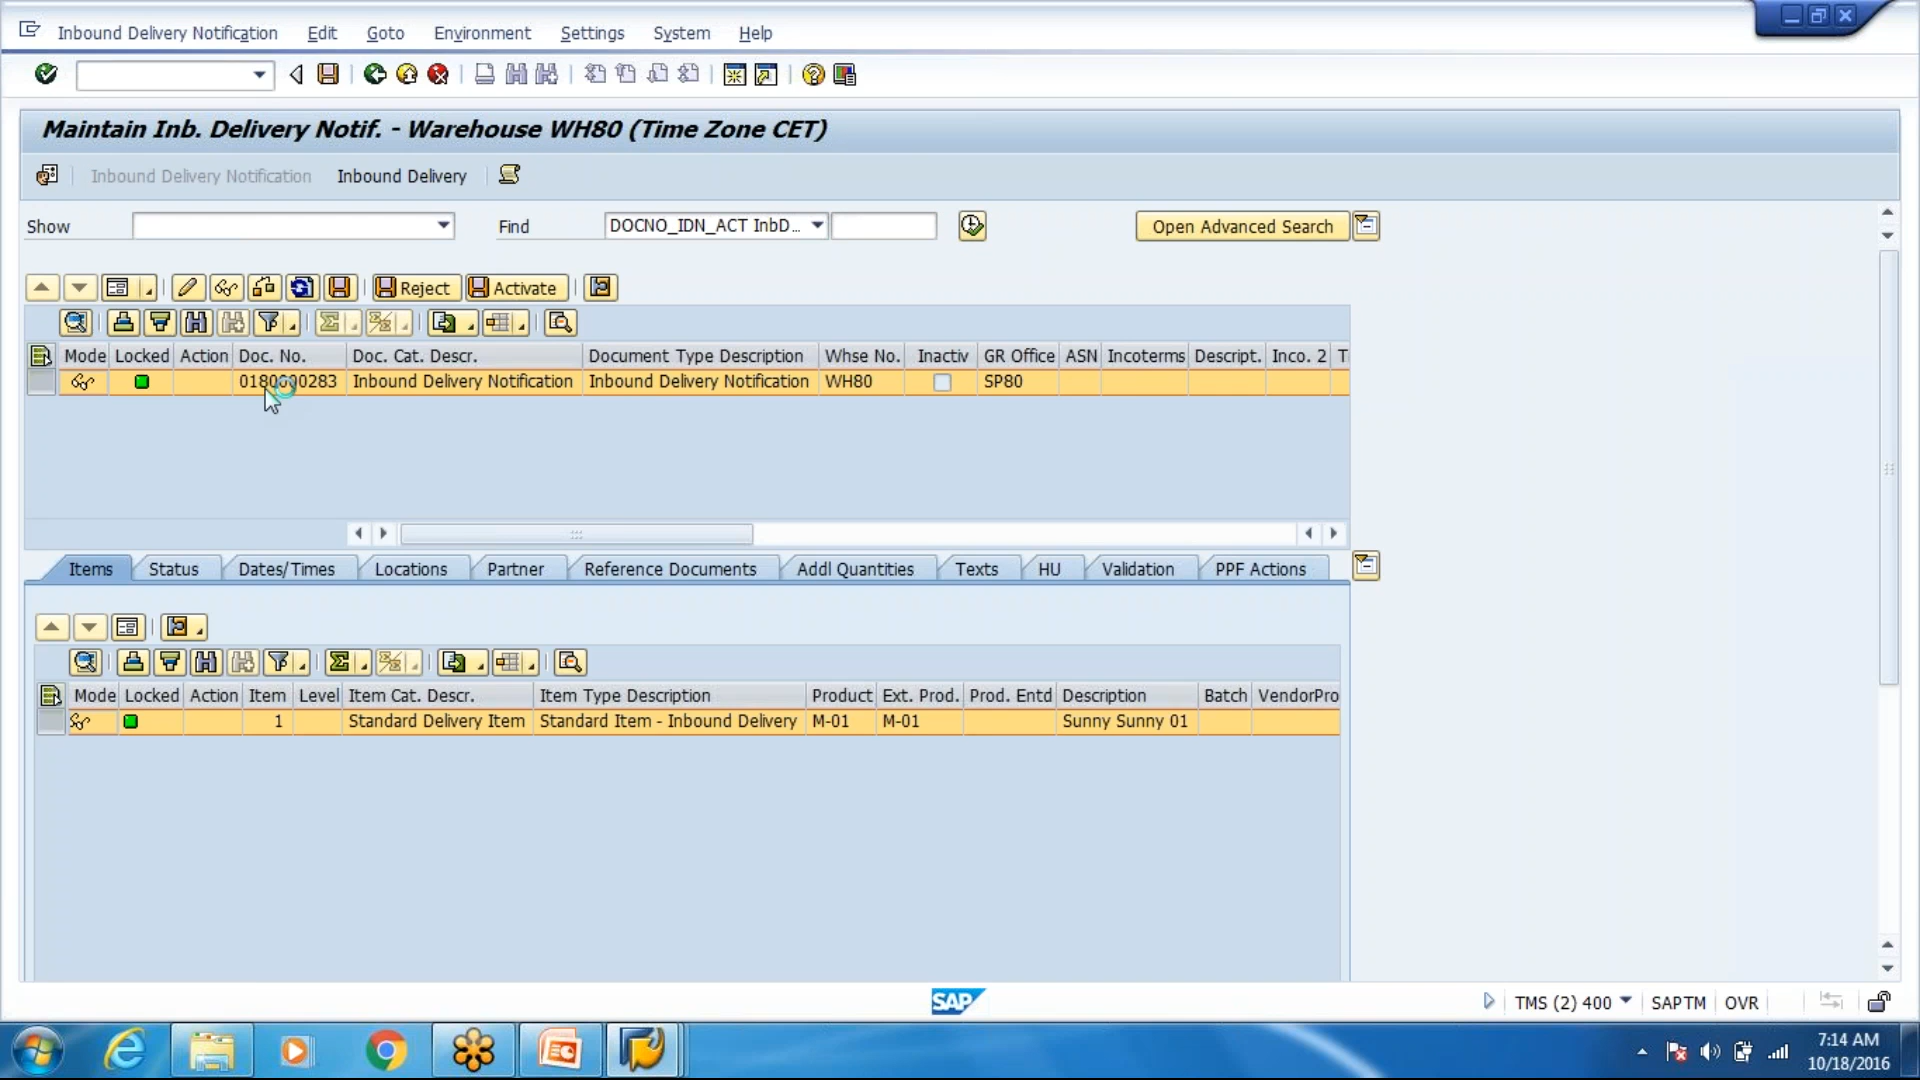 Inbound Delivery Notification Edit Goto Environment Settings System Help
Maintain Inb. Delivery Notif. - Warehouse WH80 (Time Zone CET)
Inbound Delivery Notification Inbound Delivery
Show Find DOCNO_IDN_ACT InbD... Open Advanced Search
Reject Activate
Mode Locked Action Doc. No. Doc. Cat. Descr. Document Type Description Whse No. Inactiv GR Office ASN Incoterms Descript. Inco. 2 T
0180000283 Inbound Delivery Notification Inbound Delivery Notification WH80 SP80
Items Status Dates/Times Locations Partner Reference Documents Addl Quantities Texts HU Validation PPF Actions
Mode Locked Action Item Level Item Cat. Descr. Item Type Description Product Ext. Prod. Prod. Entd Description Batch VendorPro
1 Standard Delivery Item Standard Item - Inbound Delivery M-01 M-01 Sunny Sunny 01
SAP TMS (2) 400 SAPTM OVR
7:14 AM
10/18/2016